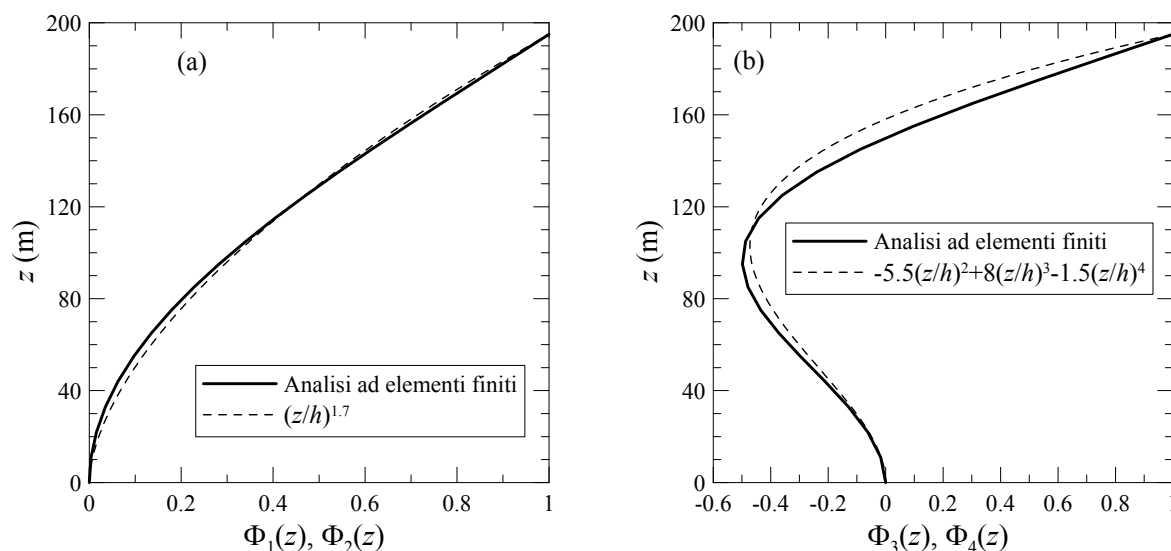 200
160
120
80
40
0
z (m)
(a)
Analisi ad elementi finiti
(z/h)^1.7
0 0.2 0.4 0.6 0.8 1
Φ₁(z), Φ₂(z)
200
160
120
80
40
0
z (m)
(b)
Analisi ad elementi finiti
-5.5(z/h)²+8(z/h)³-1.5(z/h)⁴
-0.6 -0.4 -0.2 0 0.2 0.4 0.6 0.8 1
Φ₃(z), Φ₄(z)